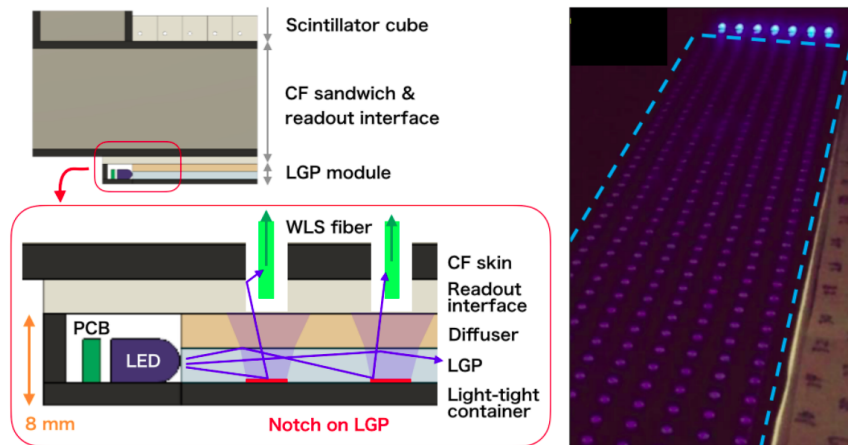 Scintillator cube
CF sandwich &
readout interface
LGP module
WLS fiber
CF skin
Readout
interface
PCB
LED
Diffuser
LGP
Light-tight
container
8 mm
Notch on LGP